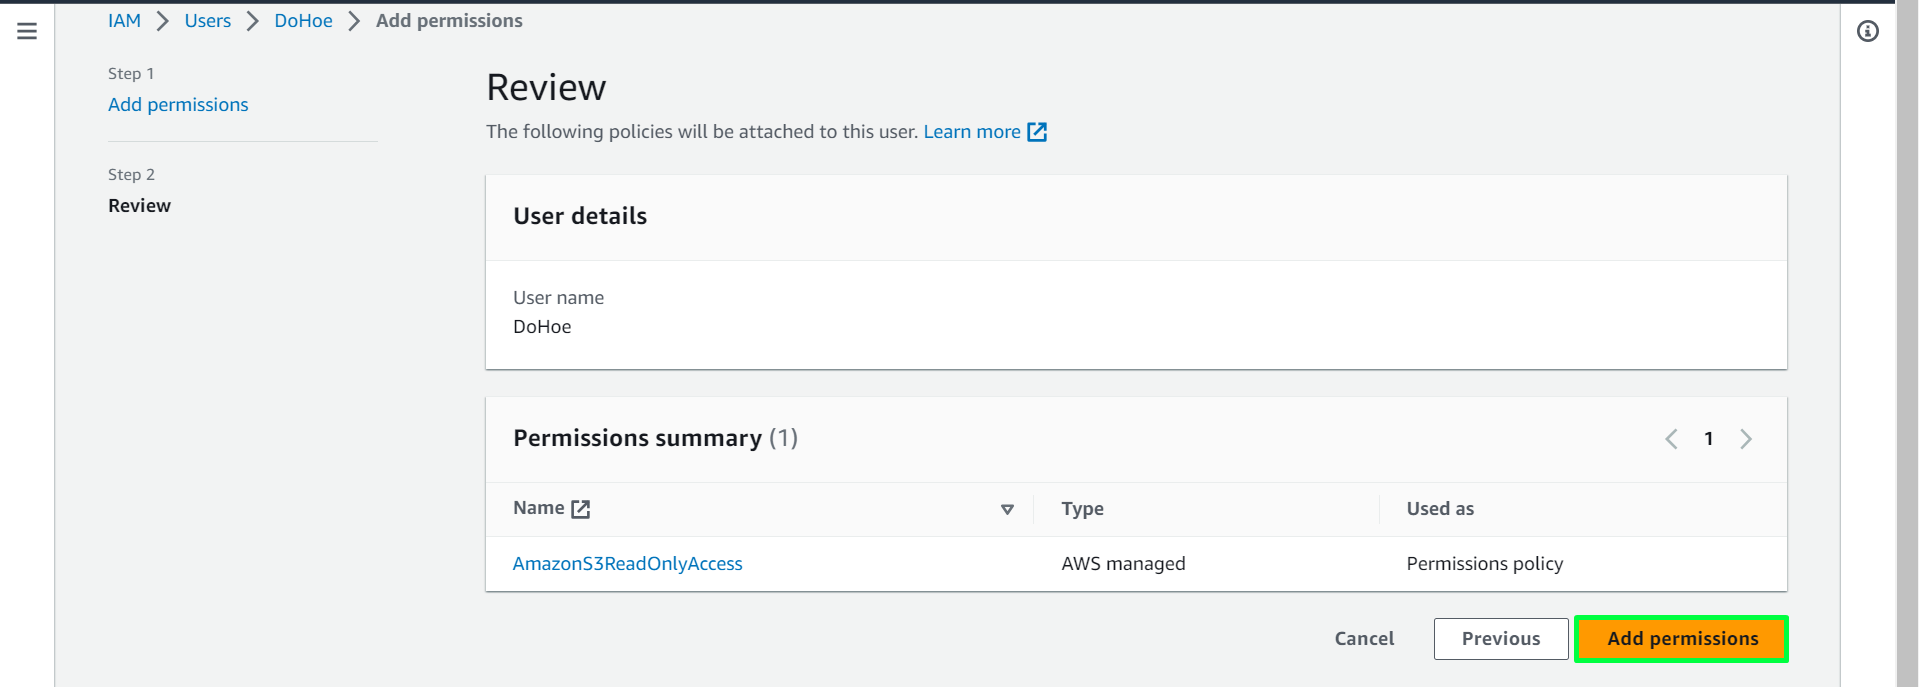 IAM > Users > DoHoe > Add permissions
Step 1
Add permissions
Step 2
Review
Review
The following policies will be attached to this user. Learn more
User details
User name
DoHoe
Permissions summary (1)
< 1 >
Name Type Used as
AmazonS3ReadOnlyAccess AWS managed Permissions policy
Cancel Previous Add permissions